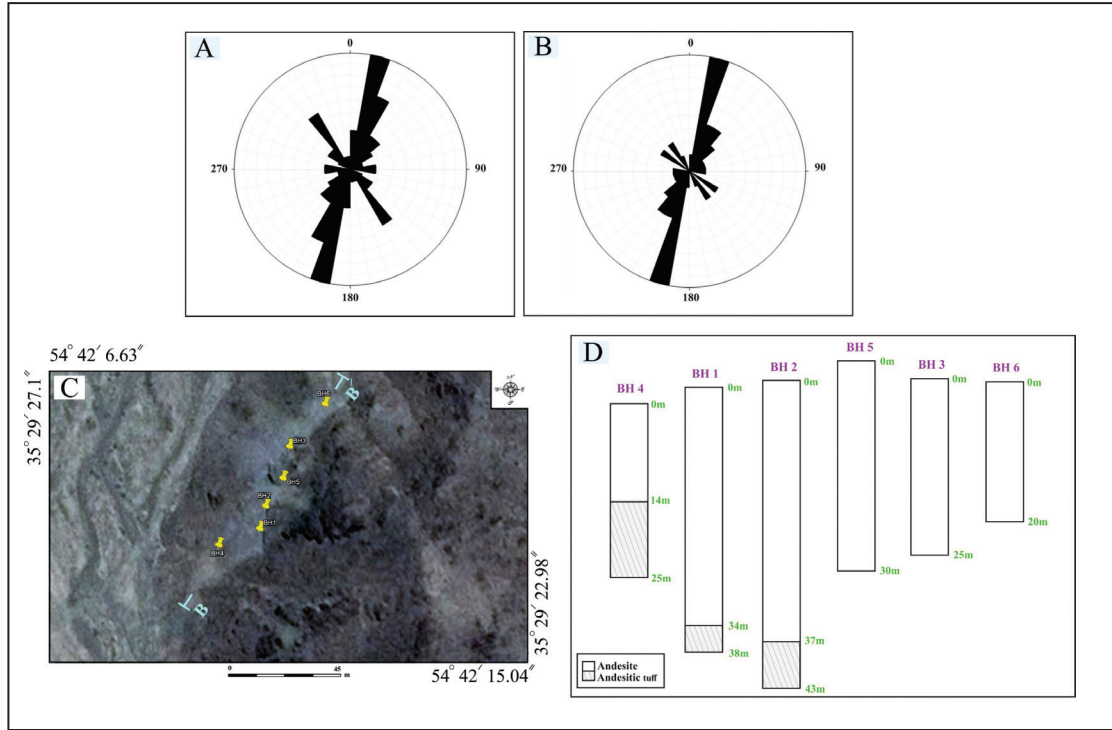 A
0
90
180
270
B
0
90
180
270
54° 42′ 6.63″
35° 29′ 27.1″
C
B′
BH6
BH3
BH5
BH2
BH1
BH4
B
0 45
m
35° 29′ 22.98″
54° 42′ 15.04″
D
BH 4
0m
14m
25m
BH 1
0m
34m
38m
BH 2
0m
37m
43m
BH 5
0m
30m
BH 3
0m
25m
BH 6
0m
20m
Andesite
Andesitic tuff